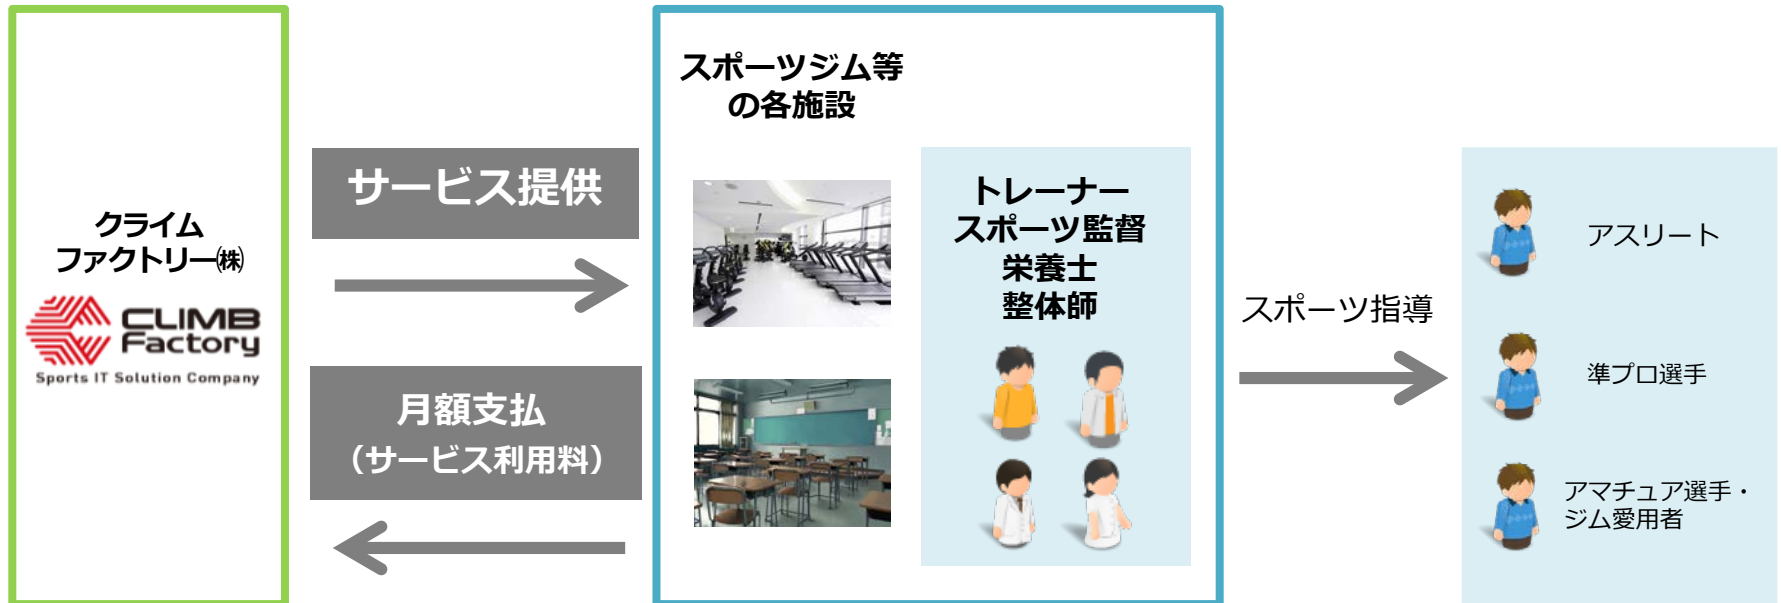 クライム
ファクトリー㈱
CLIMB
Factory
Sports IT Solution Company
サービス提供
月額支払
（サービス利用料）
スポーツジム等
の各施設
トレーナー
スポーツ監督
栄養士
整体師
スポーツ指導
アスリート
準プロ選手
アマチュア選手・
ジム愛用者